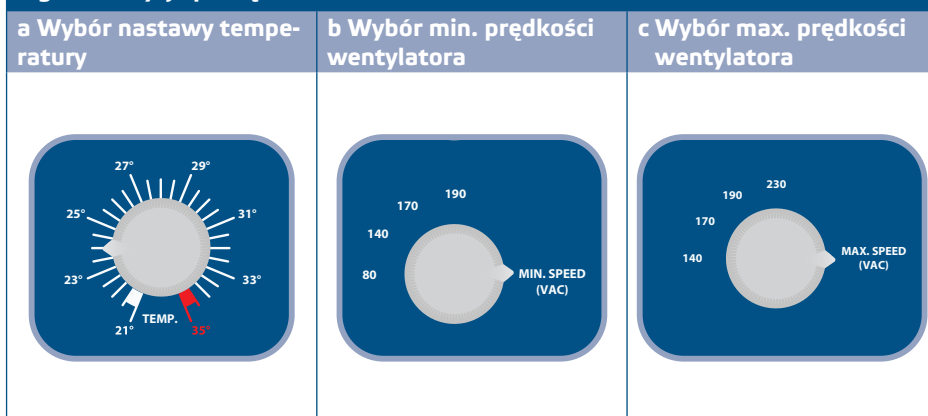 a Wybór nastawy tempe-
ratury
b Wybór min. prędkości
wentylatora
c Wybór max. prędkości
wentylatora
27°
29°
25°
31°
23°
33°
21°
TEMP.
35°
190
170
140
80
MIN. SPEED
(VAC)
230
190
170
140
MAX. SPEED
(VAC)